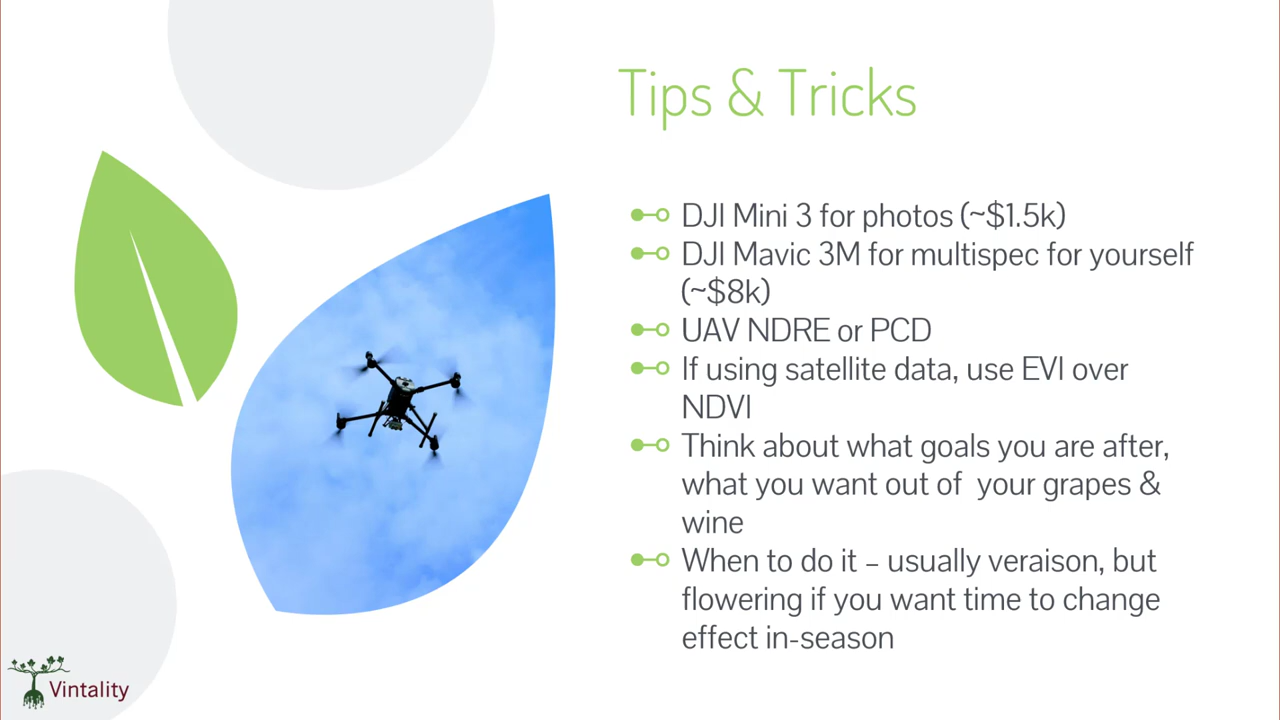 Tips & Tricks
DJI Mini 3 for photos (~$1.5k)
DJI Mavic 3M for multispec for yourself
(~$8k)
UAV NDRE or PCD
If using satellite data, use EVI over
NDVI
Think about what goals you are after,
what you want out of  your grapes &
wine
When to do it – usually veraison, but
flowering if you want time to change
effect in-season
Vintality